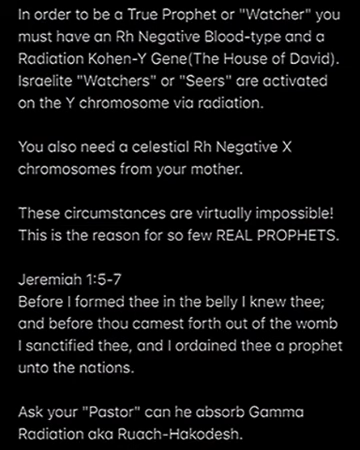 In order to be a True Prophet or "Watcher" you
must have an Rh Negative Blood-type and a
Radiation Kohen-Y Gene(The House of David).
Israelite "Watchers" or "Seers" are activated
on the Y chromosome via radiation.

You also need a celestial Rh Negative X
chromosomes from your mother.

These circumstances are virtually impossible!
This is the reason for so few REAL PROPHETS.

Jeremiah 1:5-7
Before I formed thee in the belly I knew thee;
and before thou camest forth out of the womb
I sanctified thee, and I ordained thee a prophet
unto the nations.

Ask your "Pastor" can he absorb Gamma
Radiation aka Ruach-Hakodesh.